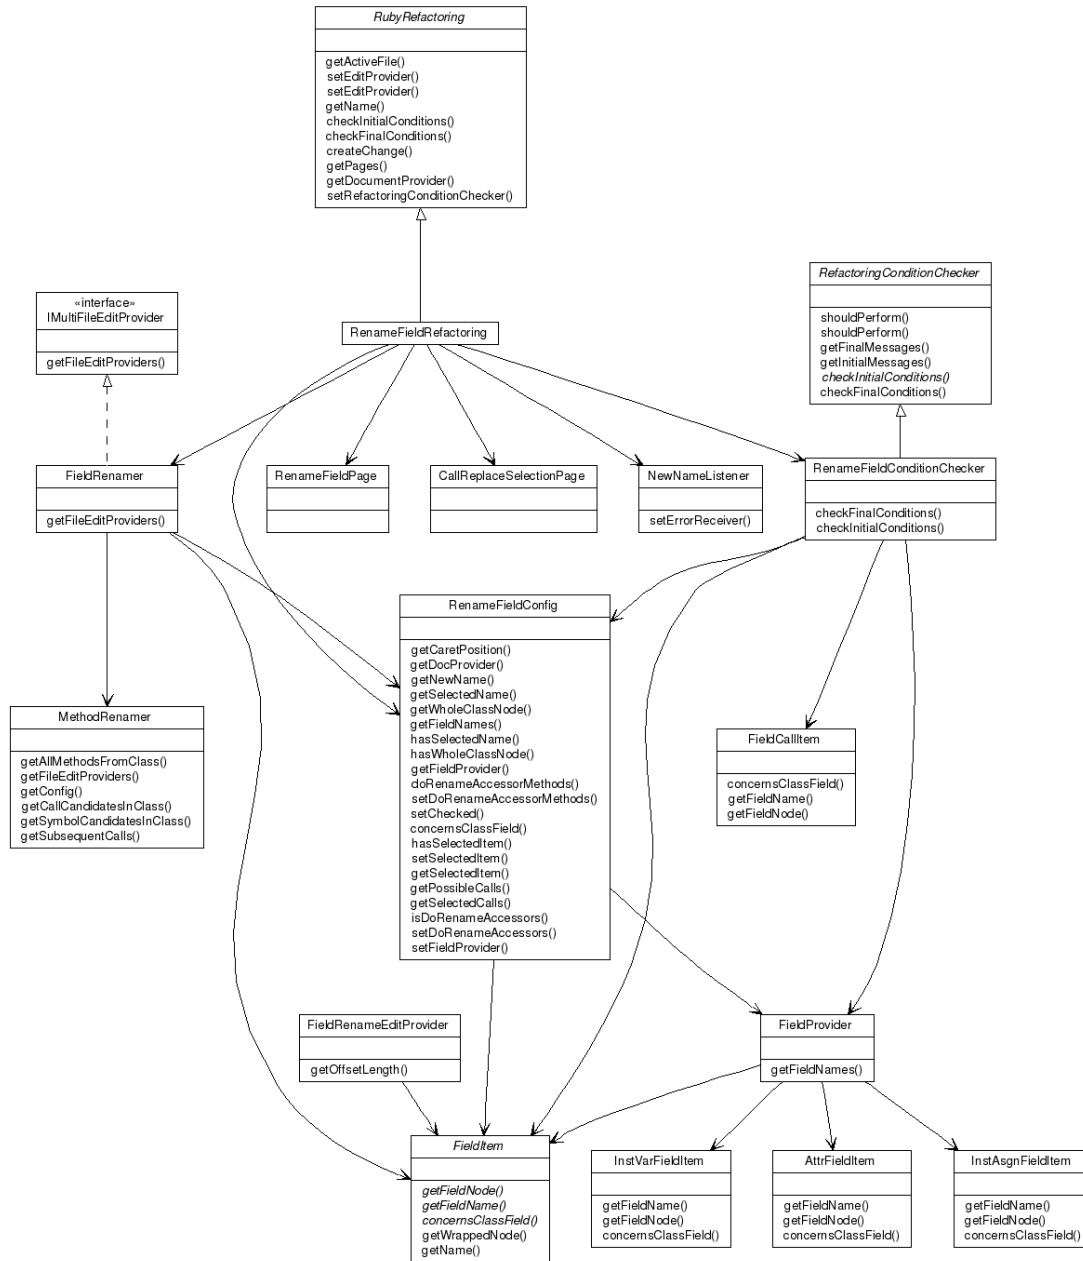 RubyRefactoring
getActiveFile()
setEditProvider()
setEditProvider()
getName()
checkInitialConditions()
checkFinalConditions()
createChange()
getPages()
getDocumentProvider()
setRefactoringConditionChecker()
«interface»
IMultiFileEditProvider
getFileEditProviders()
RenameFieldRefactoring
RefactoringConditionChecker
shouldPerform()
shouldPerform()
getFinalMessages()
getInitialMessages()
checkInitialConditions()
checkFinalConditions()
FieldRenamer
getFileEditProviders()
RenameFieldPage
CallReplaceSelectionPage
NewNameListener
setErrorReceiver()
RenameFieldConditionChecker
checkFinalConditions()
checkInitialConditions()
RenameFieldConfig
getCaretPosition()
getDocProvider()
getNewName()
getSelectedName()
getWholeClassNode()
getFieldNames()
hasSelectedName()
hasWholeClassNode()
getFieldProvider()
doRenameAccessorMethods()
setDoRenameAccessorMethods()
setChecked()
concernsClassField()
hasSelectedItem()
setSelectedItem()
getSelectedItem()
getPossibleCalls()
getSelectedCalls()
isDoRenameAccessors()
setDoRenameAccessors()
setFieldProvider()
MethodRenamer
getAllMethodsFromClass()
getFileEditProviders()
getConfig()
getCallCandidatesInClass()
getSymbolCandidatesInClass()
getSubsequentCalls()
FieldCallItem
concernsClassField()
getFieldName()
getFieldNode()
FieldRenameEditProvider
getOffsetLength()
FieldProvider
getFieldNames()
FieldItem
getFieldNode()
getFieldName()
concernsClassField()
getWrappedNode()
getName()
InstVarFieldItem
getFieldName()
getFieldNode()
concernsClassField()
AttrFieldItem
getFieldName()
getFieldNode()
concernsClassField()
InstAsgnFieldItem
getFieldName()
getFieldNode()
concernsClassField()